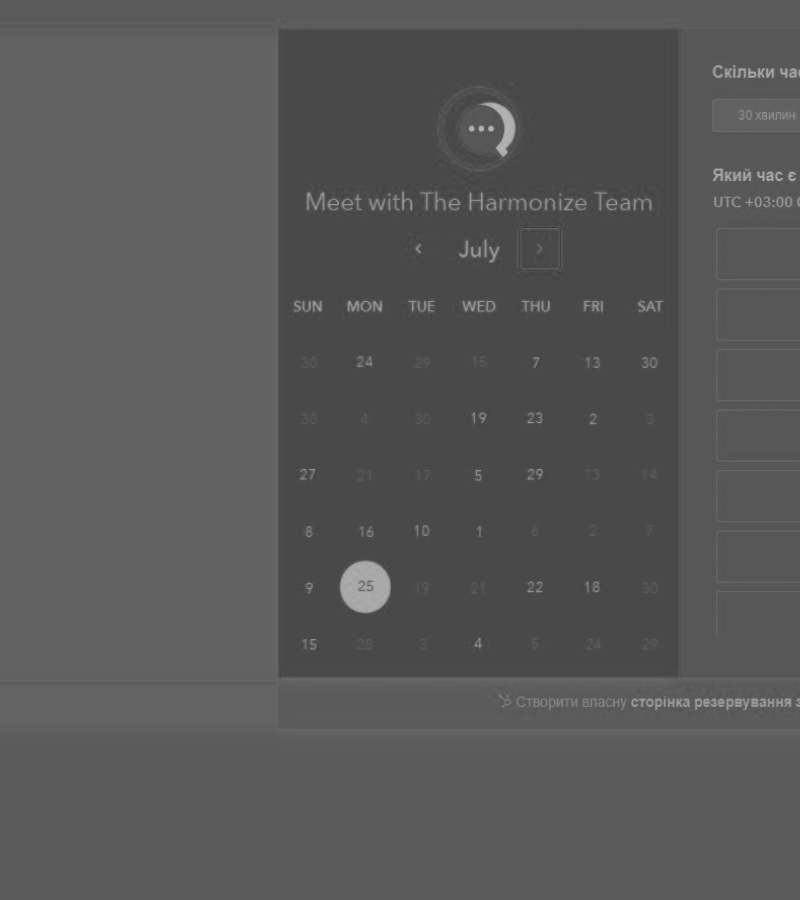 Meet with The Harmonize Team
July
SUN MON TUE WED THU FRI SAT
30 24 29 15 7 13 30
30 4 30 19 23 2 3
27 21 17 5 29 13 14
8 16 10 1 6 2 7
9 25 19 21 22 18 30
15 28 3 4 5 24 29
Скільки час
30 хвилин
Який час є
UTC +03:00
Створити власну сторінка резервування з